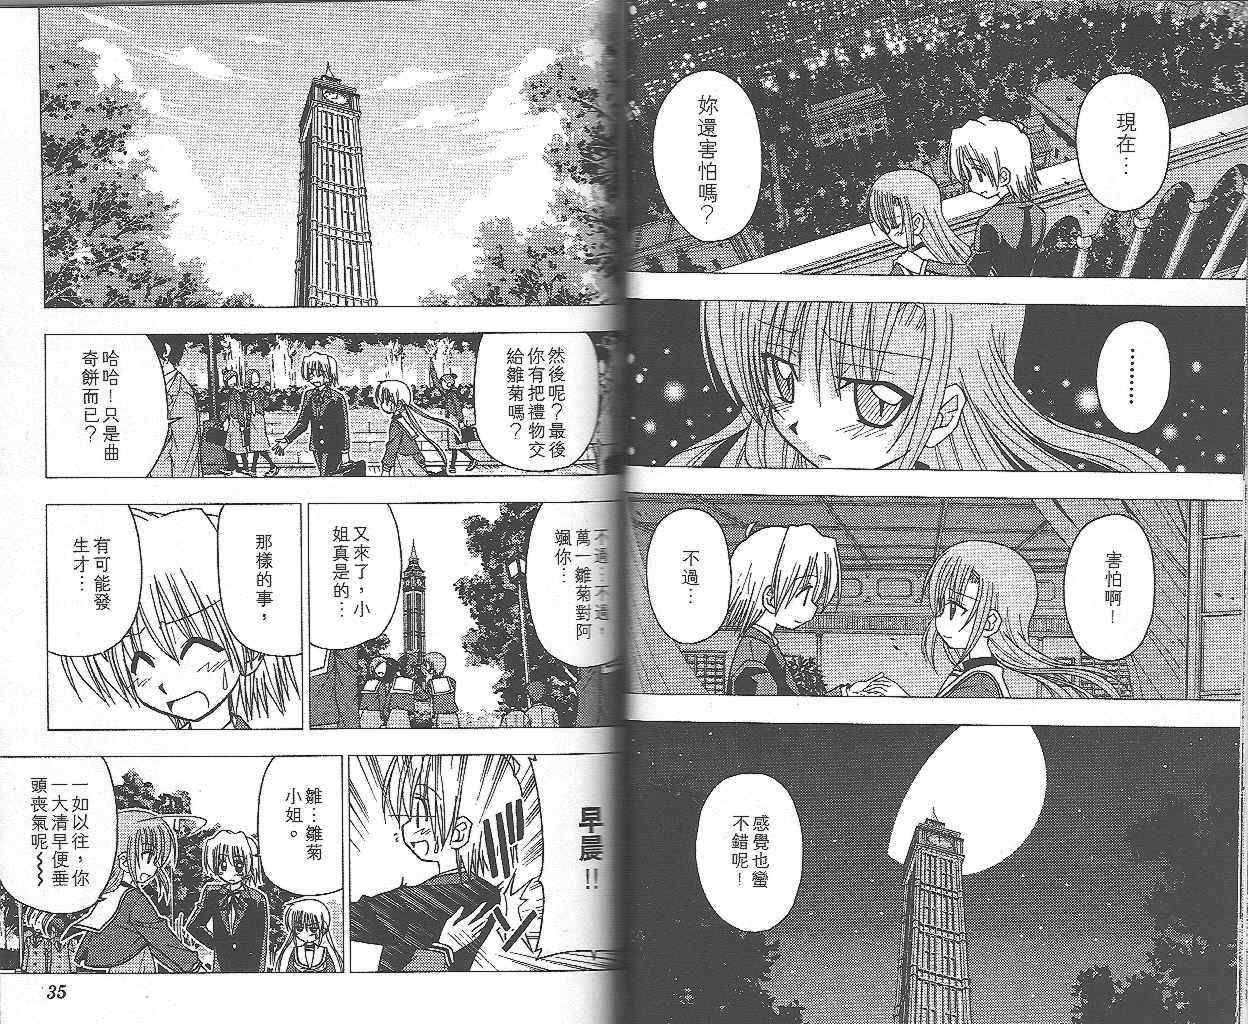 現在…
妳還害怕嗎？
………
害怕啊！
不過…
感覺也蠻
不錯呢！
然後呢？最後
你有把禮物交
給雛菊嗎？
哈哈！只是曲
奇餅而已？
不過…不過，
萬一雛菊對阿
颯你…
又來了，小
姐真是的…
那樣的事，
有可能發
生才…
早晨!!
雛…雛菊
小姐。
一如以往，你
一大清早便垂
頭喪氣呢～
35